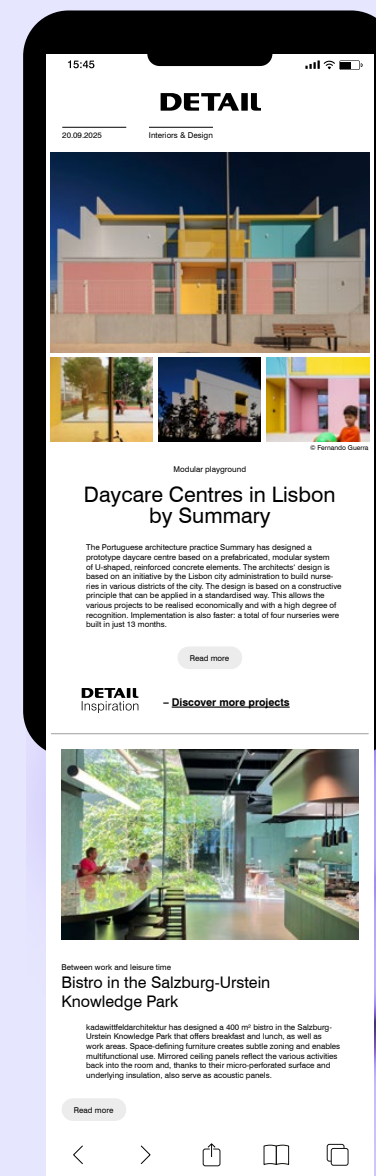 15:45
DETAIL
20.09.2025 Interiors & Design
© Fernando Guerra
Modular playground
Daycare Centres in Lisbon
by Summary
The Portuguese architecture practice Summary has designed a
prototype daycare centre based on a prefabricated, modular system
of U-shaped, reinforced concrete elements. The architects' design is
based on an initiative by the Lisbon city administration to build nurse-
ries in various districts of the city. The design is based on a constructive
principle that can be applied in a standardised way. This allows the
various projects to be realised economically and with a high degree of
recognition. Implementation is also faster: a total of four nurseries were
built in just 13 months.
Read more
DETAIL
Inspiration
– Discover more projects
Between work and leisure time
Bistro in the Salzburg-Urstein
Knowledge Park
kadawittfeldarchitektur has designed a 400 m² bistro in the Salzburg-
Urstein Knowledge Park that offers breakfast and lunch, as well as
work areas. Space-defining furniture creates subtle zoning and enables
multifunctional use. Mirrored ceiling panels reflect the various activities
back into the room and, thanks to their micro-perforated surface and
underlying insulation, also serve as acoustic panels.
Read more